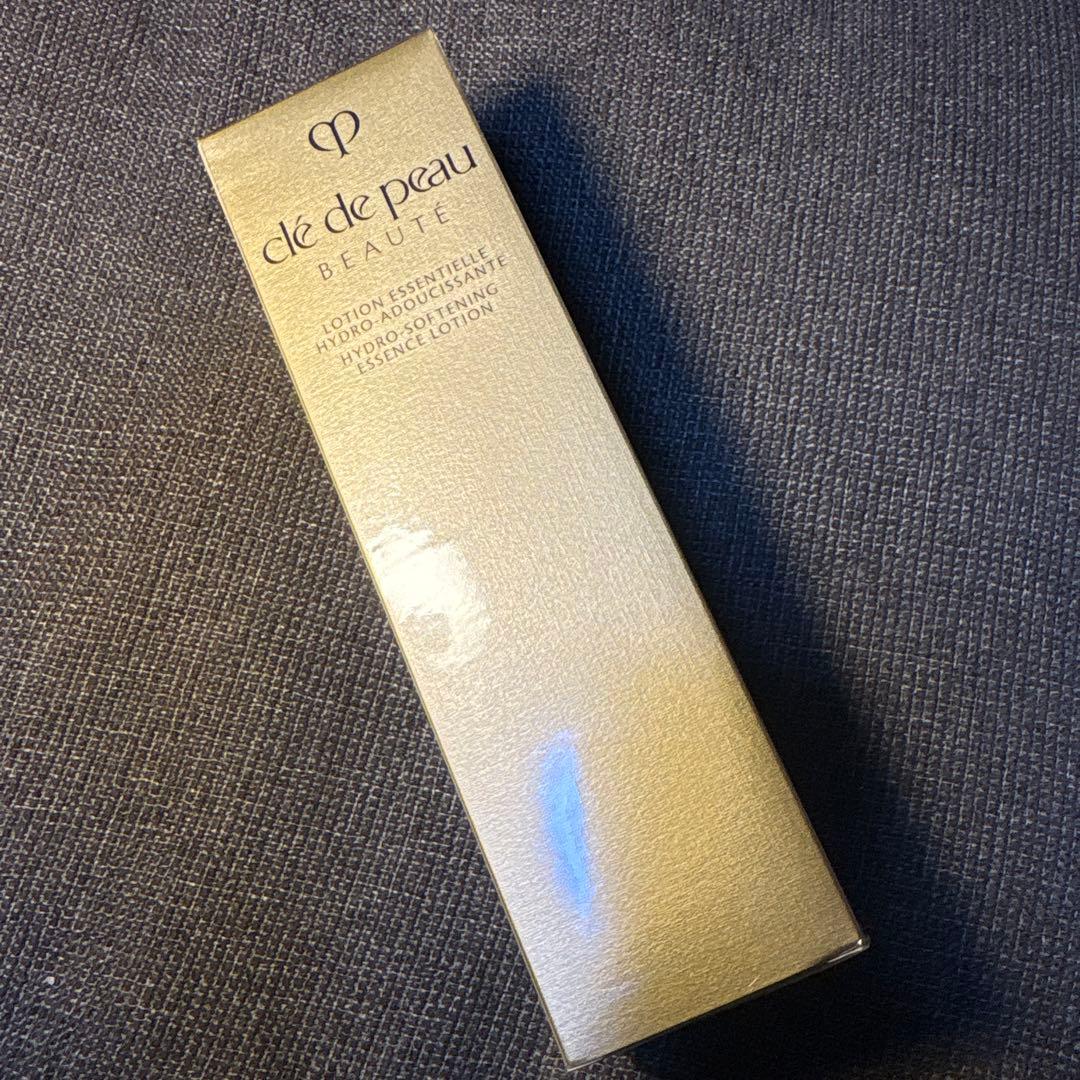 clé de peau
BEAUTÉ
LOTION ESSENTIELLE
HYDRO-ADOUCISSANTE
HYDRO-SOFTENING
ESSENCE LOTION